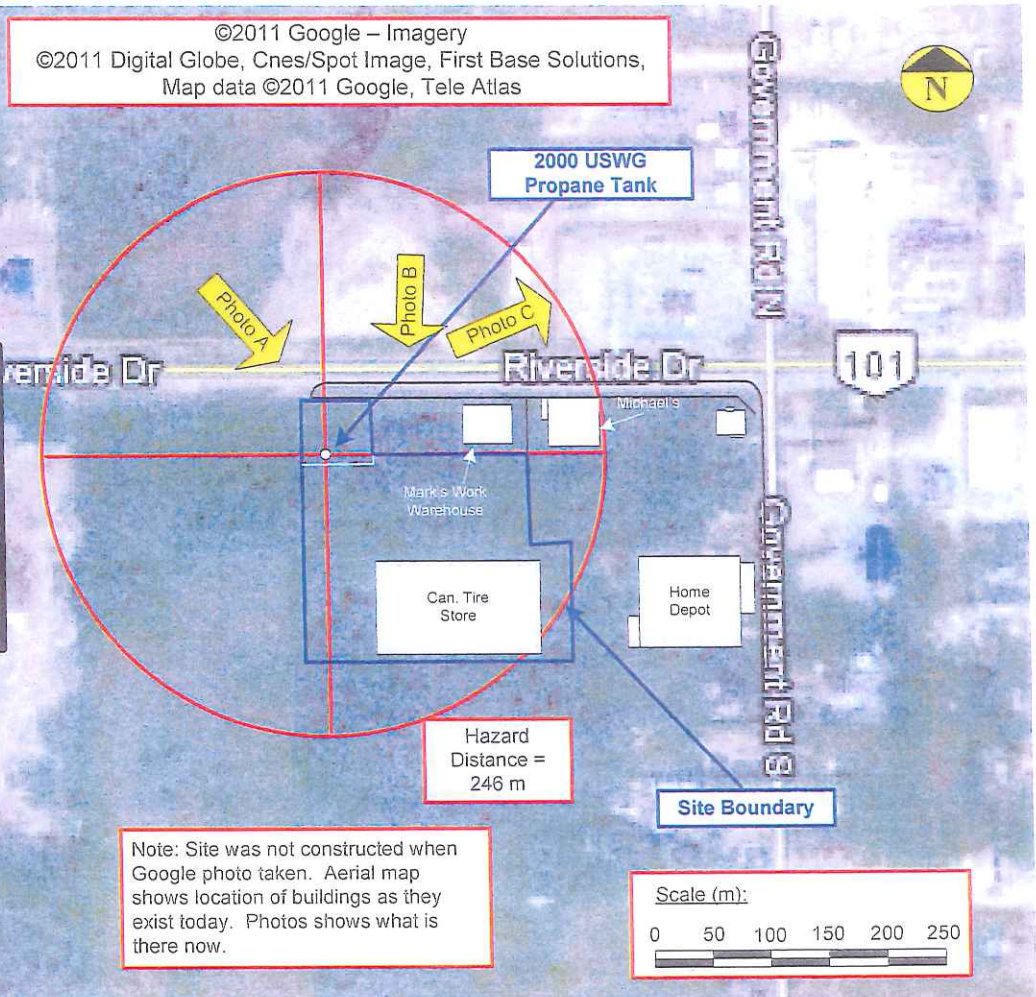 ©2011 Google – Imagery
©2011 Digital Globe, Cnes/Spot Image, First Base Solutions,
Map data ©2011 Google, Tele Atlas
N
Government Rd N
2000 USWG
Propane Tank
Photo A
Photo B
Photo C
Riverside Dr
101
Michael's
Mark's Work
Warehouse
Can. Tire
Store
Home
Depot
Government Rd S
Hazard
Distance =
246 m
Site Boundary
Note: Site was not constructed when
Google photo taken. Aerial map
shows location of buildings as they
exist today. Photos shows what is
there now.
Scale (m):
0 50 100 150 200 250